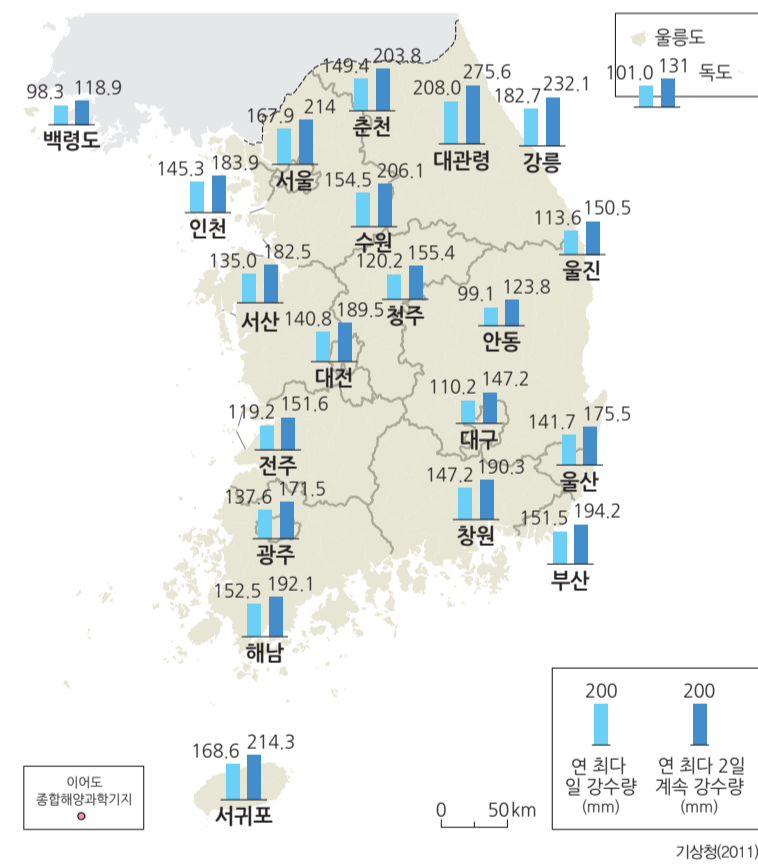 울릉도
101.0 131
독도
149.4 203.8
춘천
208.0 275.6
대관령
182.7 232.1
강릉
98.3 118.9
백령도
167.9 214
서울
145.3 183.9
인천
154.5 206.1
수원
113.6 150.5
울진
135.0 182.5
서산
120.2 155.4
청주
99.1 123.8
안동
140.8 189.5
대전
110.2 147.2
대구
119.2 151.6
전주
141.7 175.5
울산
147.2 190.3
창원
137.6 171.5
광주
151.5 194.2
부산
152.5 192.1
해남
168.6 214.3
서귀포
이어도
종합해양과학기지
0 50km
200 200
연 최다 연 최다 2일
일 강수량 계속 강수량
(mm) (mm)
기상청(2011)